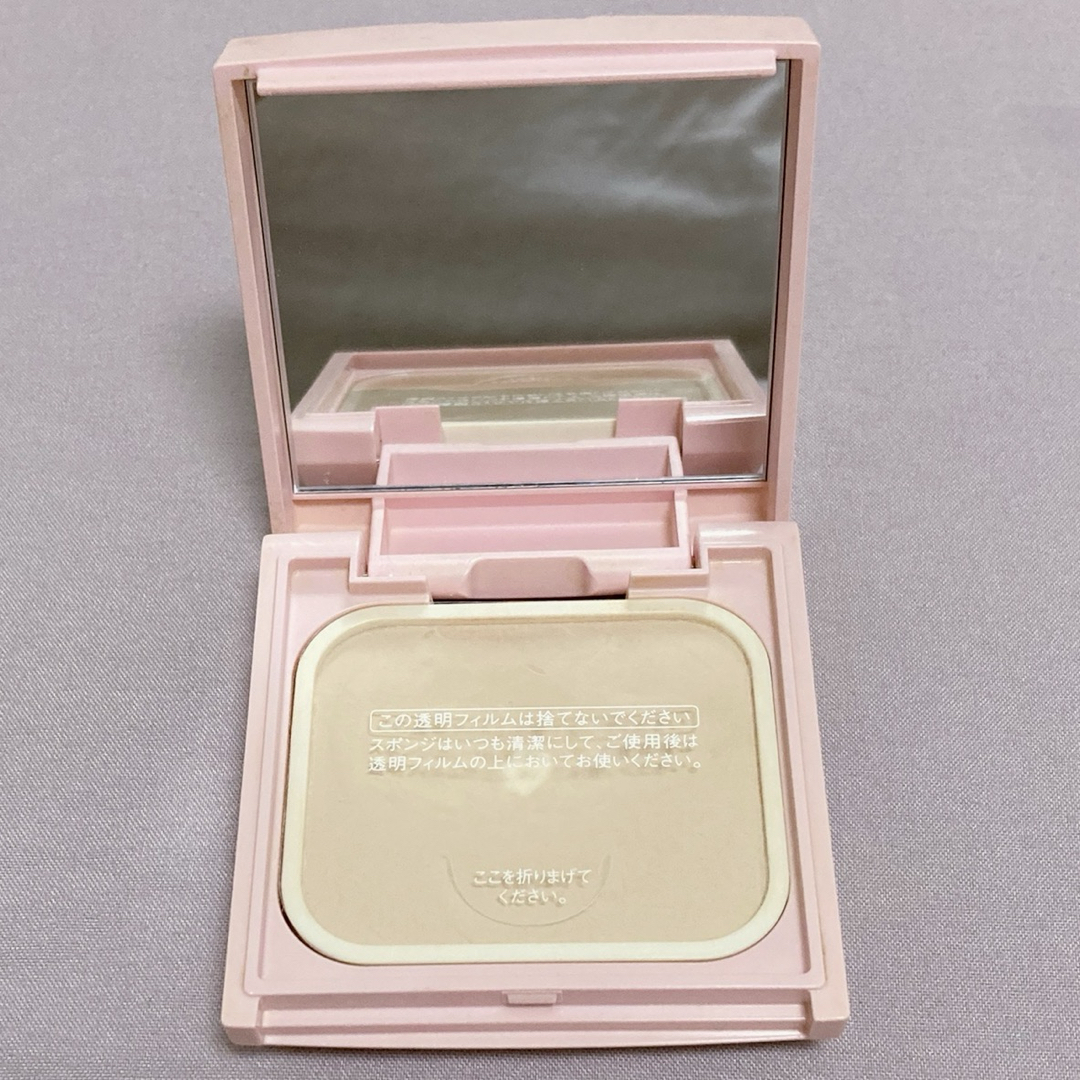 この透明フィルムは捨てないでください
スポンジはいつも清潔にして、ご使用後は
透明フィルムの上においてお使いください。
ここを折りまげて
ください。